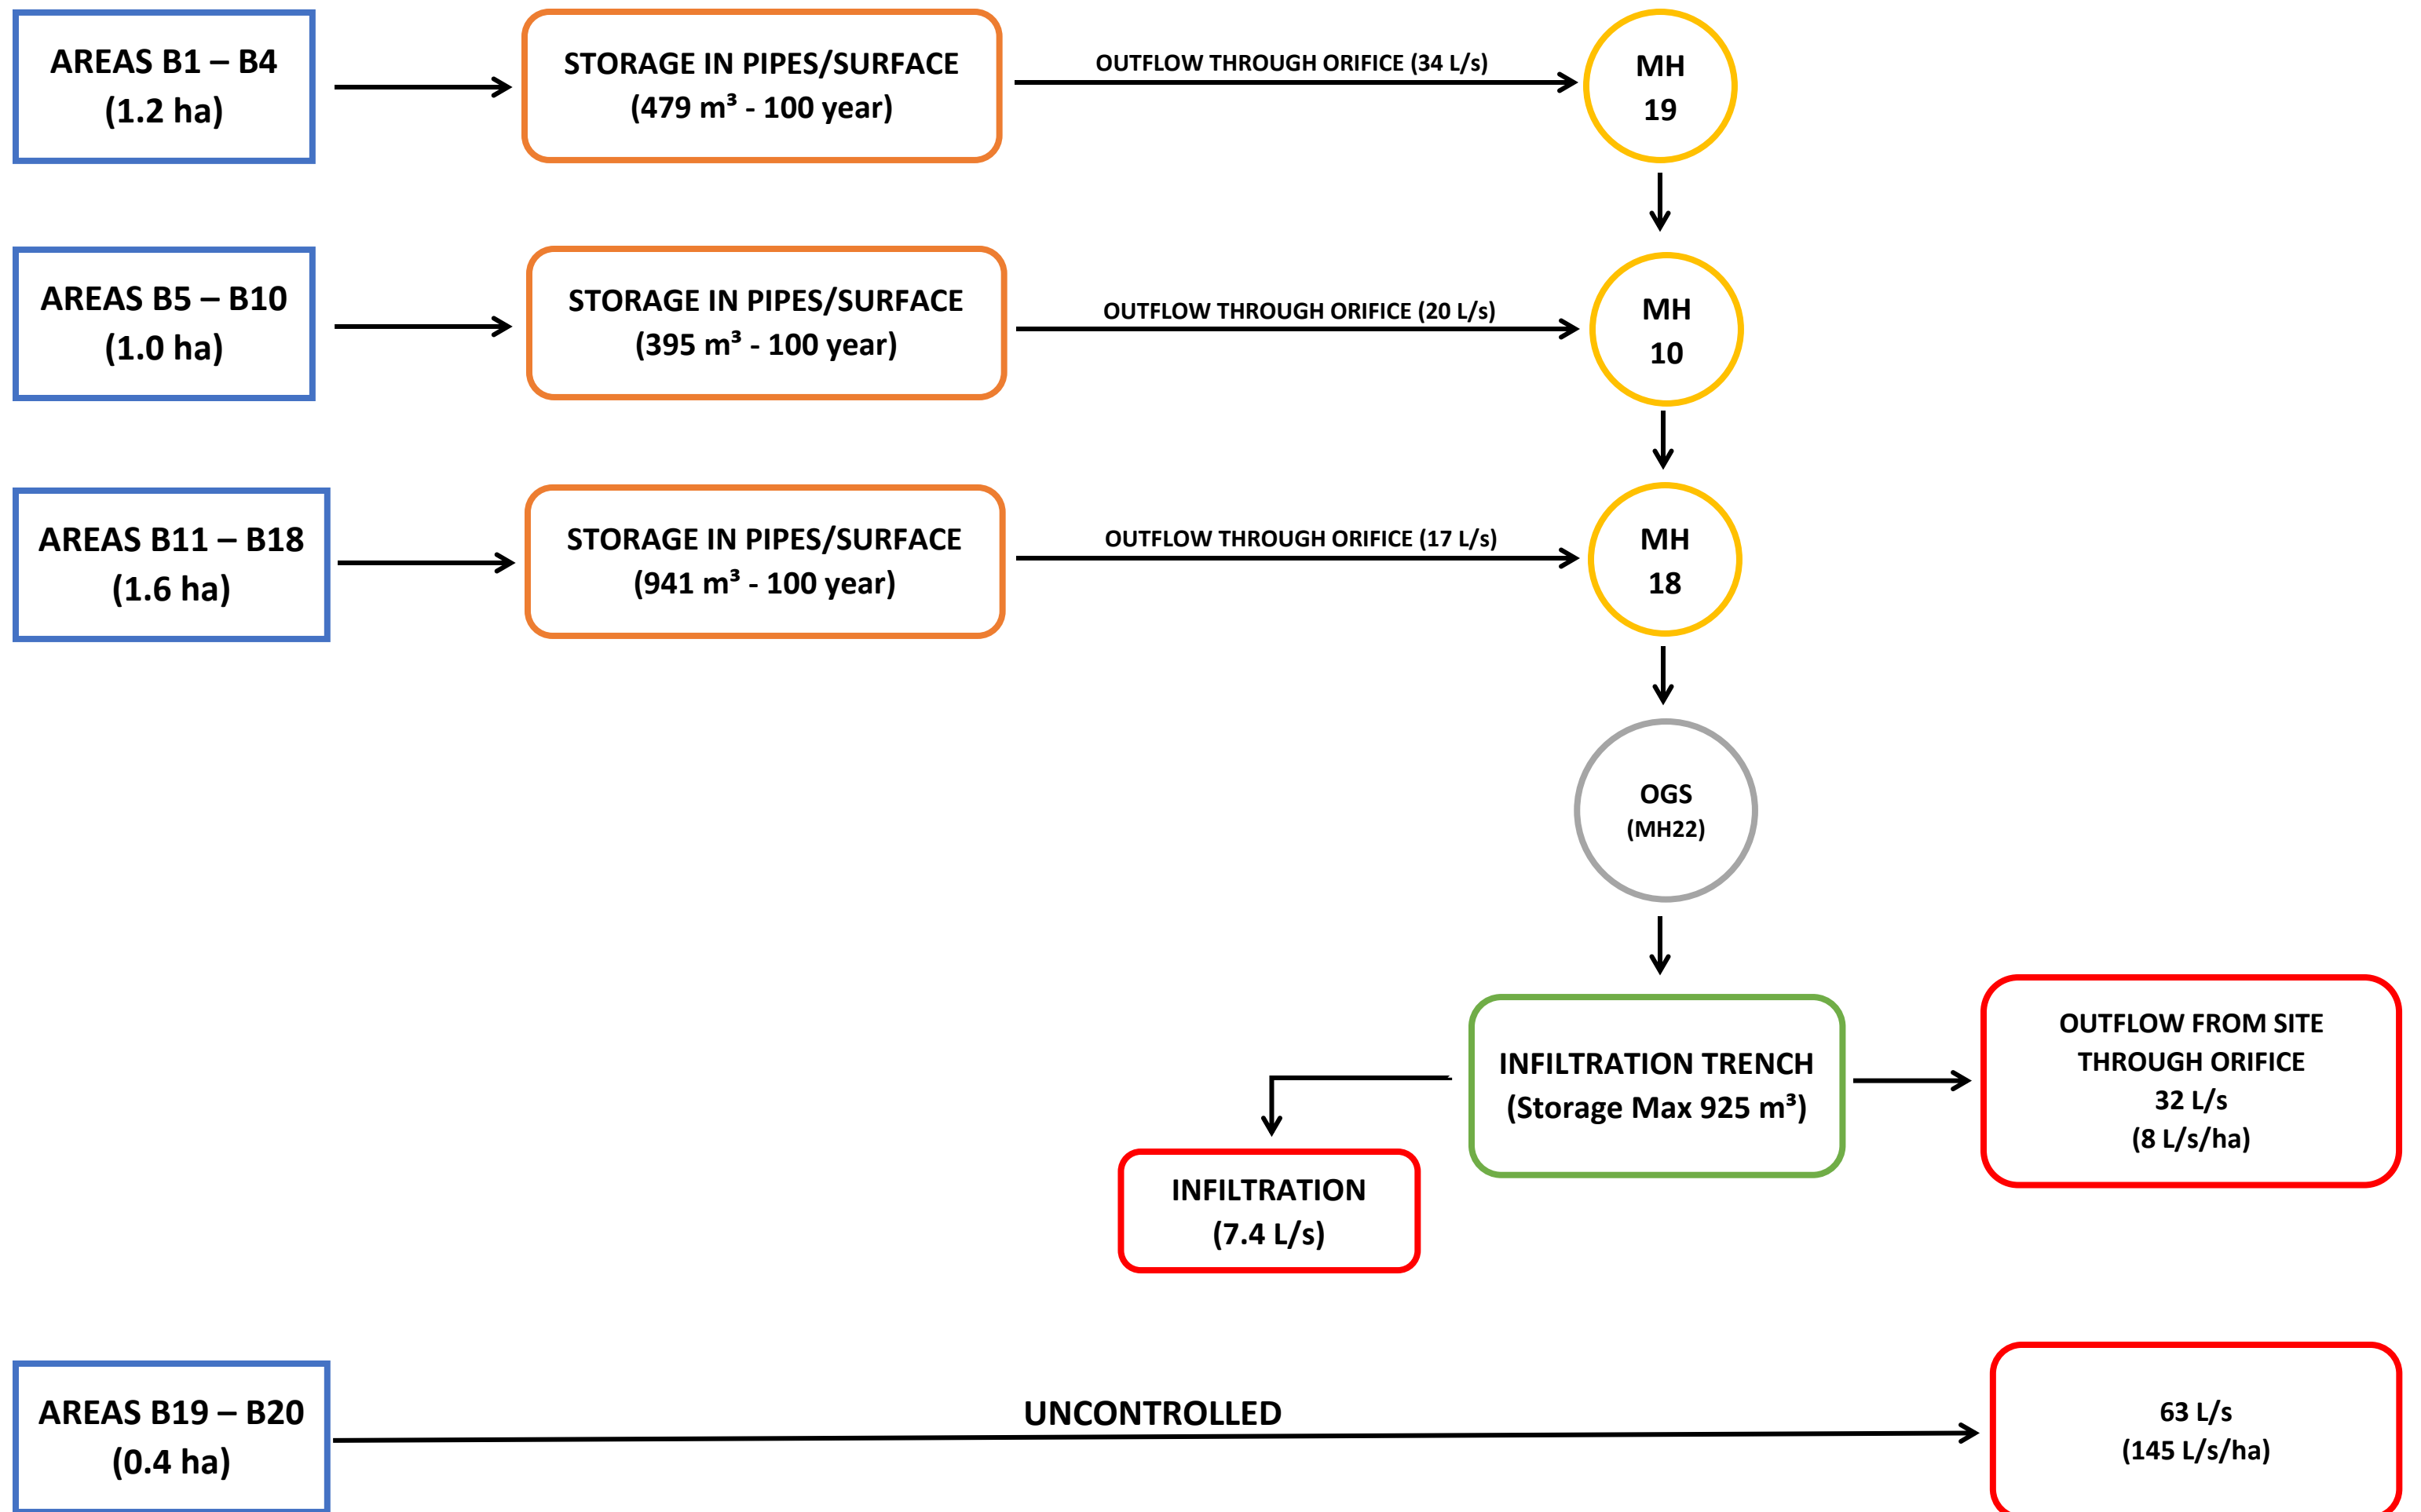 AREAS B1 – B4
(1.2 ha)
STORAGE IN PIPES/SURFACE
(479 m³ - 100 year)
OUTFLOW THROUGH ORIFICE (34 L/s)
MH
19
AREAS B5 – B10
(1.0 ha)
STORAGE IN PIPES/SURFACE
(395 m³ - 100 year)
OUTFLOW THROUGH ORIFICE (20 L/s)
MH
10
AREAS B11 – B18
(1.6 ha)
STORAGE IN PIPES/SURFACE
(941 m³ - 100 year)
OUTFLOW THROUGH ORIFICE (17 L/s)
MH
18
OGS
(MH22)
INFILTRATION TRENCH
(Storage Max 925 m³)
OUTFLOW FROM SITE
THROUGH ORIFICE
32 L/s
(8 L/s/ha)
INFILTRATION
(7.4 L/s)
AREAS B19 – B20
(0.4 ha)
UNCONTROLLED
63 L/s
(145 L/s/ha)